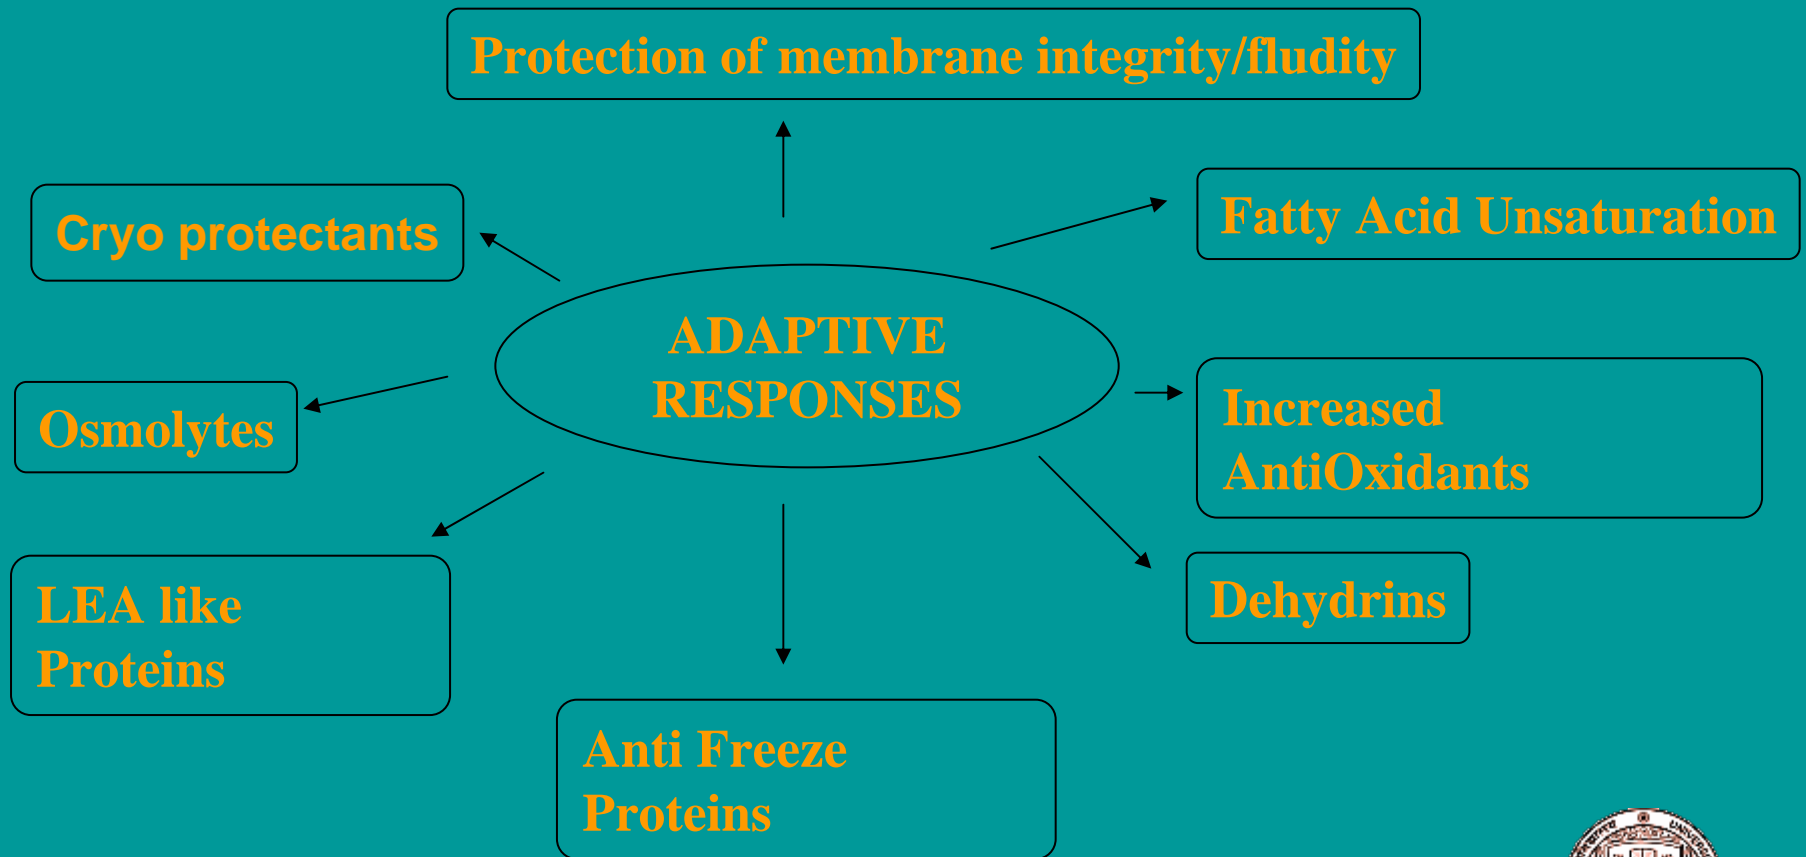 Protection of membrane integrity/fludity
Cryo protectants
Fatty Acid Unsaturation
ADAPTIVE
RESPONSES
Osmolytes
Increased
AntiOxidants
LEA like
Proteins
Dehydrins
Anti Freeze
Proteins